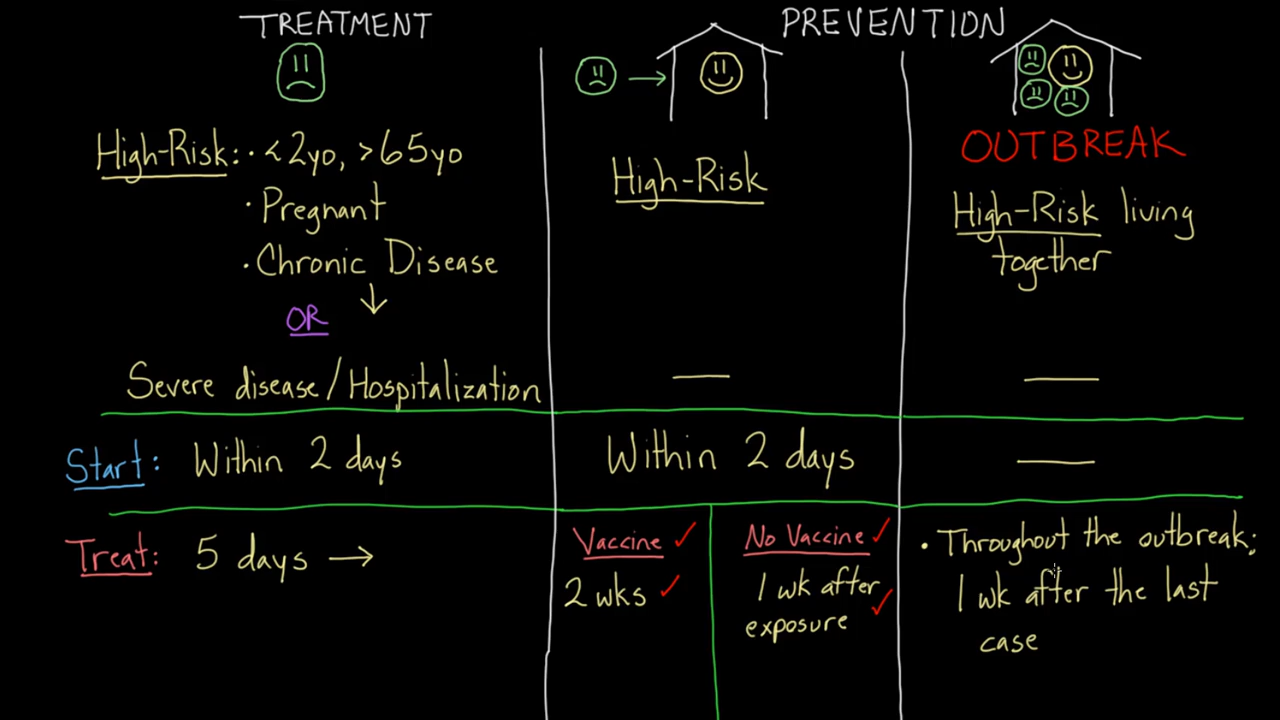 TREATMENT
PREVENTION
High-Risk: · <2yo, >65yo
· Pregnant
· Chronic Disease
OR
Severe disease/Hospitalization
High-Risk
OUTBREAK
High-Risk living
together
Start: Within 2 days
Within 2 days
Treat: 5 days →
Vaccine ✓
2 wks ✓
No Vaccine ✓
1 wk after
exposure ✓
• Throughout the outbreak;
1 wk after the last
case